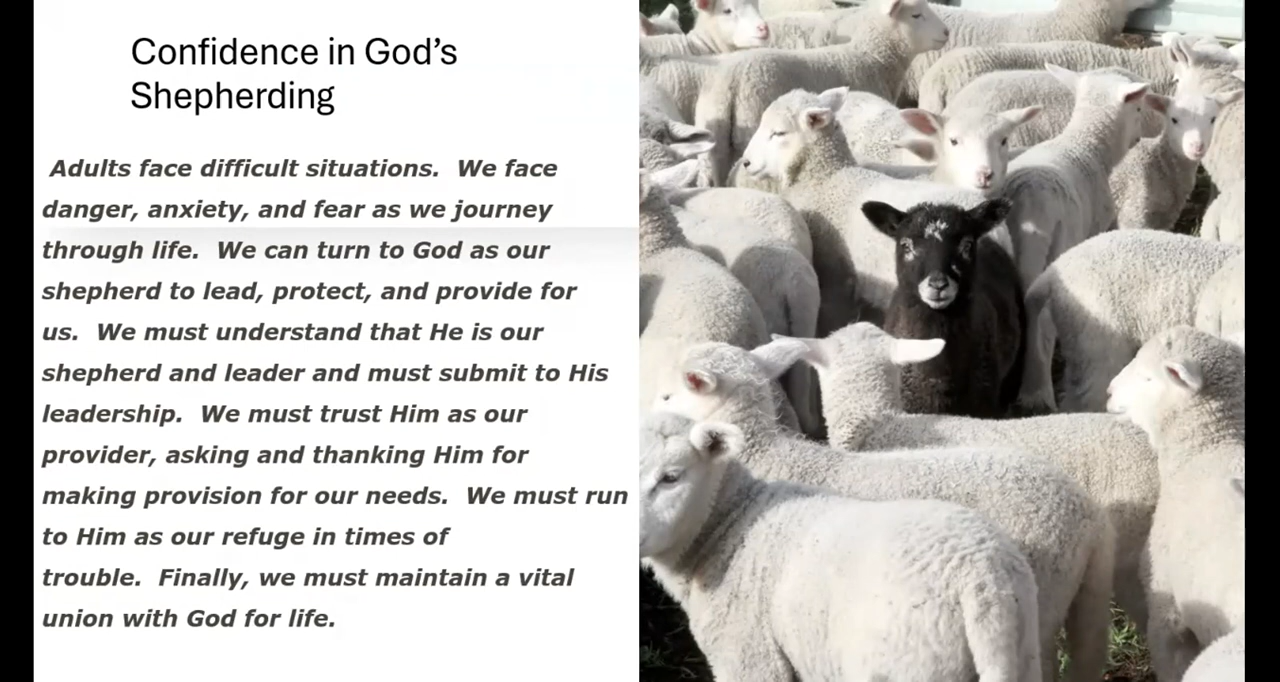 Confidence in God’s
Shepherding
Adults face difficult situations.  We face
danger, anxiety, and fear as we journey
through life.  We can turn to God as our
shepherd to lead, protect, and provide for
us.  We must understand that He is our
shepherd and leader and must submit to His
leadership.  We must trust Him as our
provider, asking and thanking Him for
making provision for our needs.  We must run
to Him as our refuge in times of
trouble.  Finally, we must maintain a vital
union with God for life.